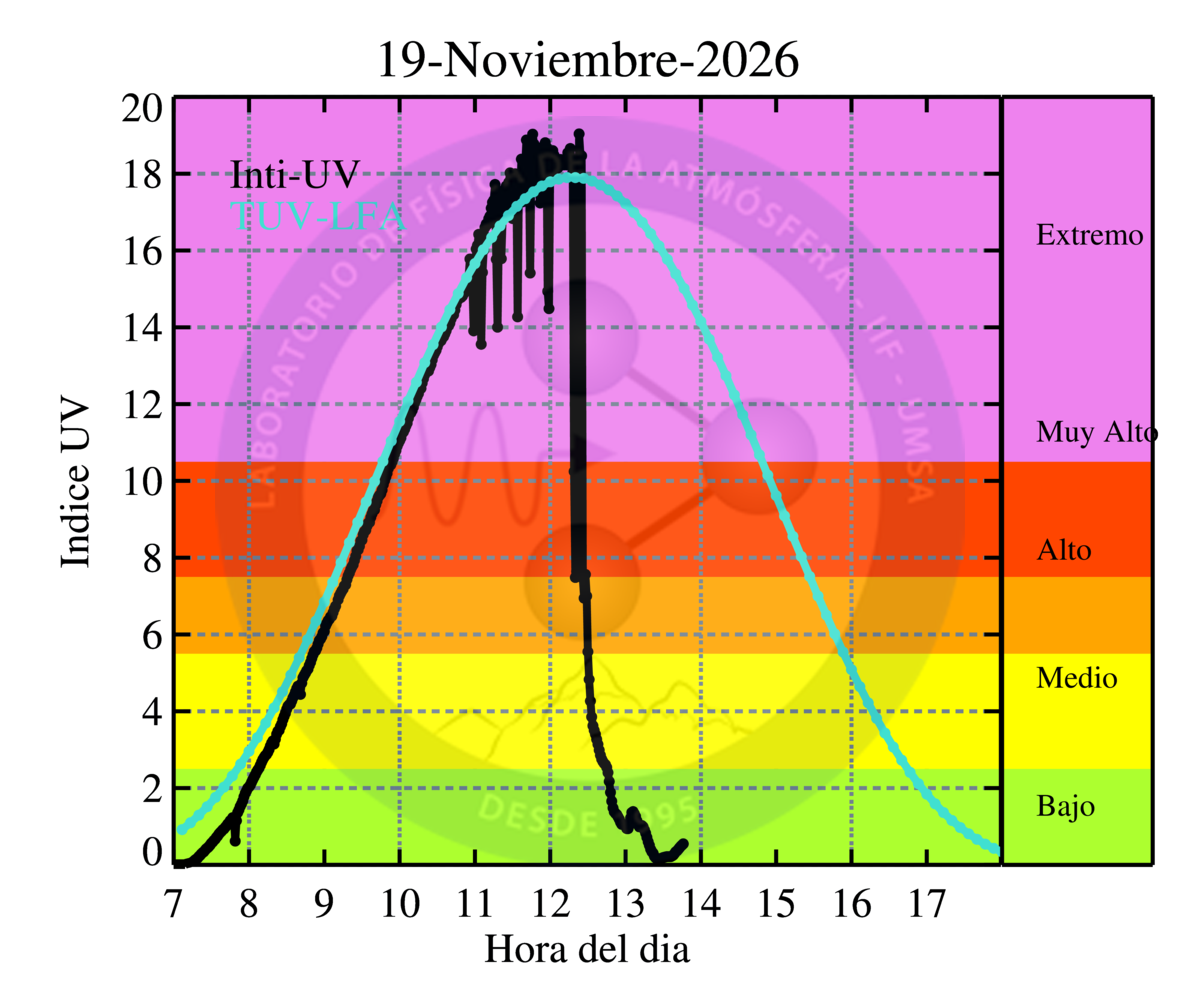 19-Noviembre-2026
20
18
16
14
12
10
8
6
4
2
0
Indice UV
Inti-UV
TUV-LFA
LABORATORIO DE FÍSICA DE LA ATMÓSFERA - IIF - UMSA
DESDE 1995
Extremo
Muy Alto
Alto
Medio
Bajo
7 8 9 10 11 12 13 14 15 16 17
Hora del dia